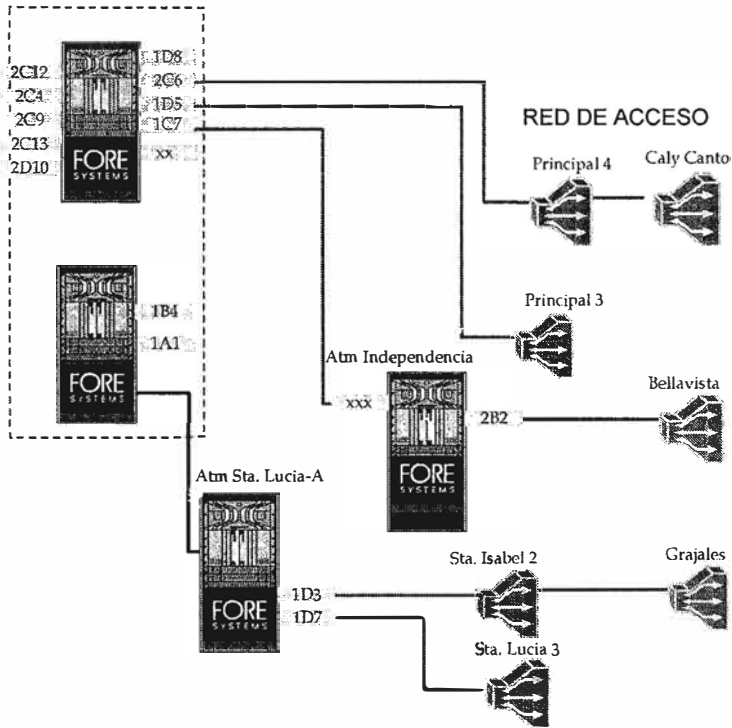 1D8
2C12
2C6
2C4
1D5
2C9
1C7
2C13
xx
2D10
FORE
SYSTEMS
RED DE ACCESO
Principal 4
Caly Canto
1B4
1A1
FORE
SYSTEMS
Principal 3
Atm Independencia
xxx
2B2
FORE
SYSTEMS
Bellavista
Atm Sta. Lucia-A
1D3
1D7
FORE
SYSTEMS
Sta. Isabel 2
Grajales
Sta. Lucia 3